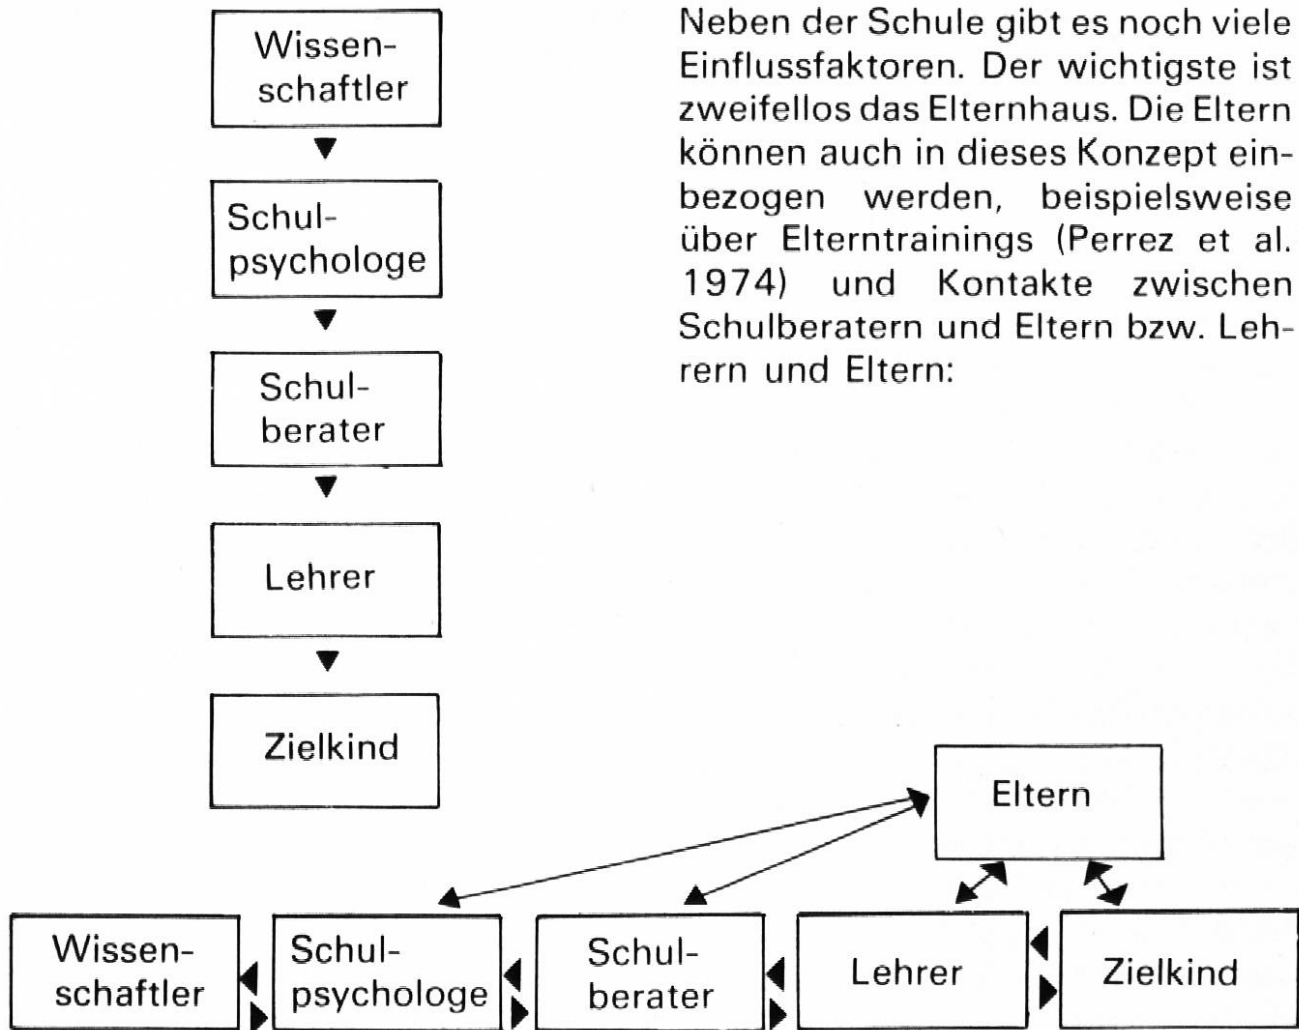 Wissen-
schaftler
Schul-
psychologe
Schul-
berater
Lehrer
Zielkind
Neben der Schule gibt es noch viele
Einflussfaktoren. Der wichtigste ist
zweifellos das Elternhaus. Die Eltern
können auch in dieses Konzept ein-
bezogen werden, beispielsweise
über Elterntrainings (Perrez et al.
1974) und Kontakte zwischen
Schulberatern und Eltern bzw. Leh-
rern und Eltern:
Eltern
Wissen-
schaftler
Schul-
psychologe
Schul-
berater
Lehrer
Zielkind